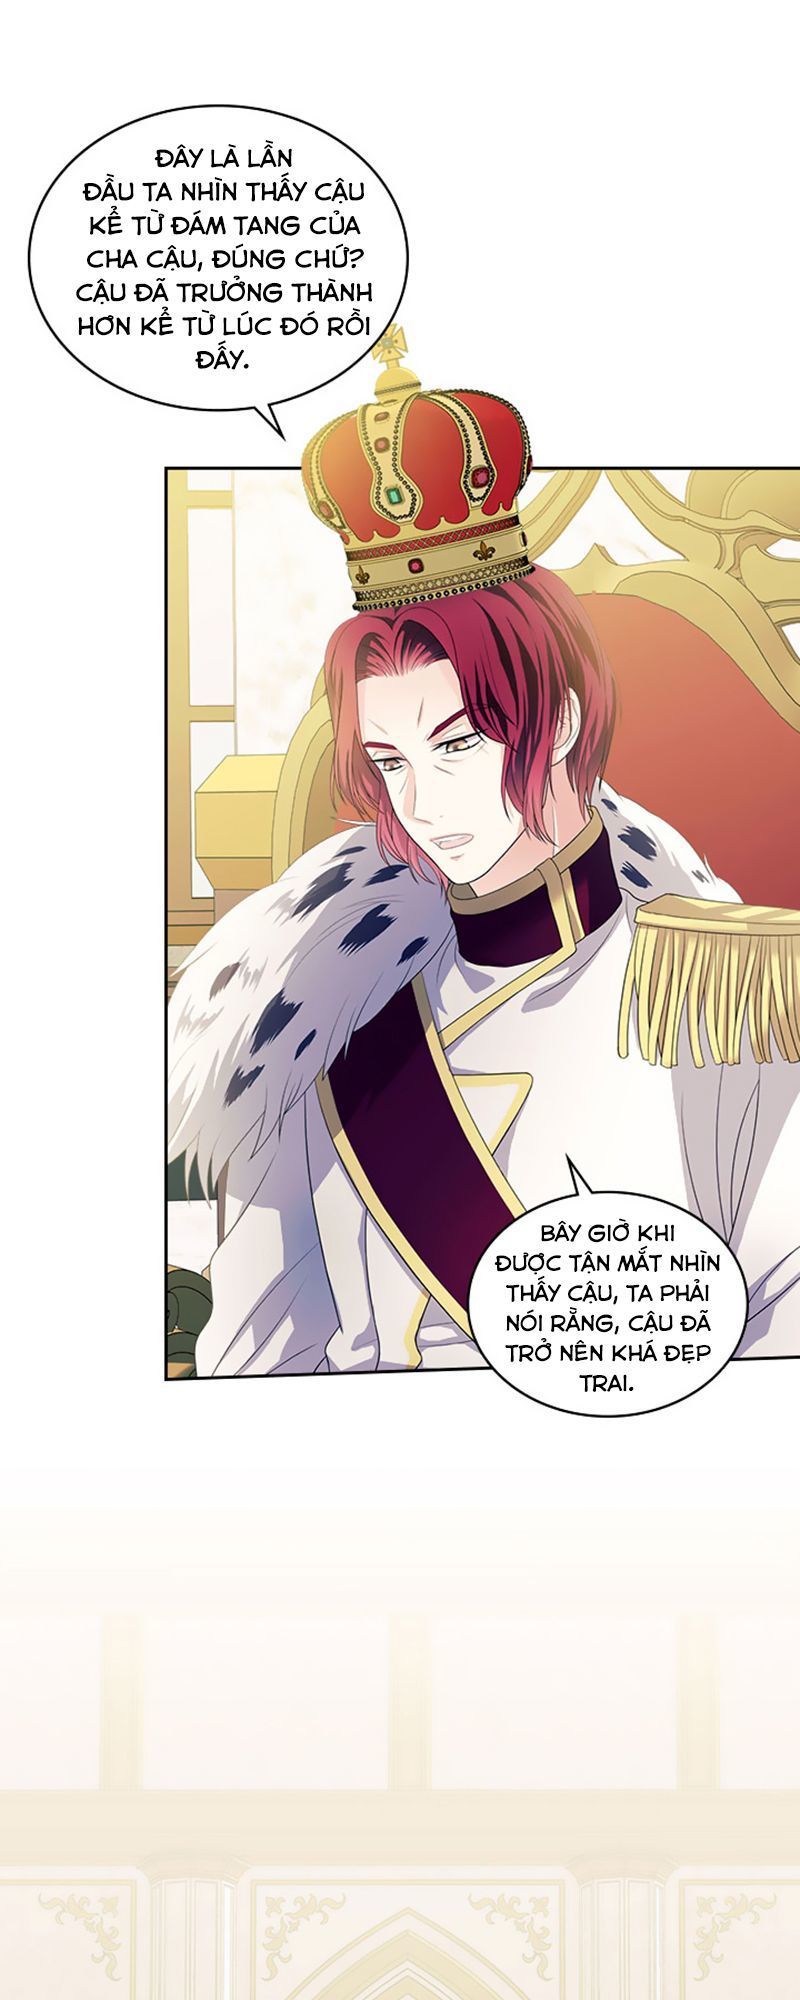 ĐÂY LÀ LẦN
ĐẦU TA NHÌN THẤY CẬU
KỂ TỪ ĐÁM TANG CỦA
CHA CẬU, ĐÚNG CHỨ?
CẬU ĐÃ TRƯỞNG THÀNH
HƠN KỂ TỪ LÚC ĐÓ RỒI
ĐẤY.
BÂY GIỜ KHI
ĐƯỢC TẬN MẮT NHÌN
THẤY CẬU, TA PHẢI
NÓI RẰNG, CẬU ĐÃ
TRỞ NÊN KHÁ ĐẸP
TRAI.